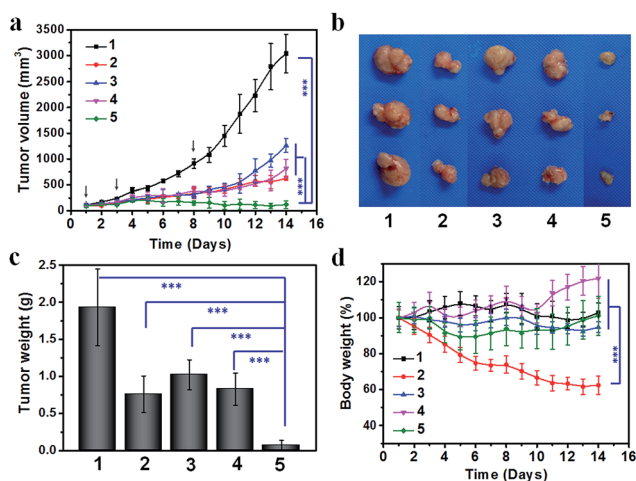 a
Tumor volume (mm3)
3500
3000
2500
2000
1500
1000
500
0
0 2 4 6 8 10 12 14 16
Time (Days)
1
2
3
4
5
***
***
b
1 2 3 4 5
c
Tumor weight (g)
2.5
2.0
1.5
1.0
0.5
0.0
1 2 3 4 5
***
***
***
***
d
Body weight (%)
120
100
80
60
40
0 2 4 6 8 10 12 14 16
Time (Days)
1
2
3
4
5
***